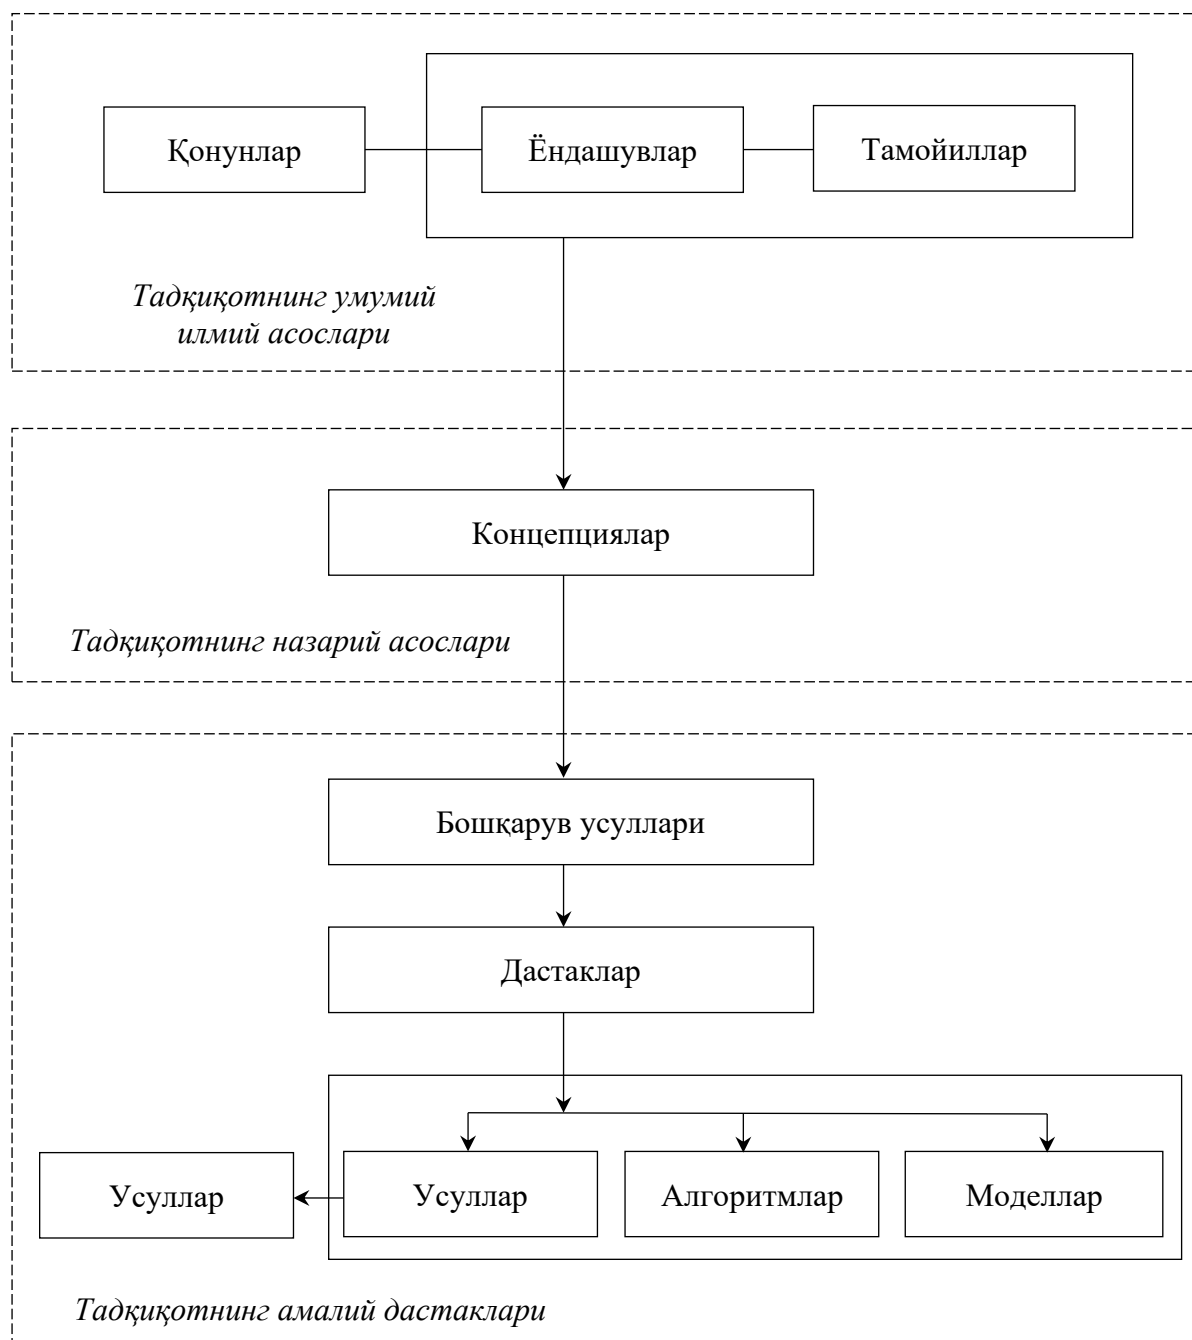 Қонунлар
Ёндашувлар
Тамойиллар
Тадқиқотнинг умумий
илмий асослари
Концепциялар
Тадқиқотнинг назарий асослари
Бошқарув усуллари
Дастаклар
Усуллар
Усуллар
Алгоритмлар
Моделлар
Тадқиқотнинг амалий дастаклари